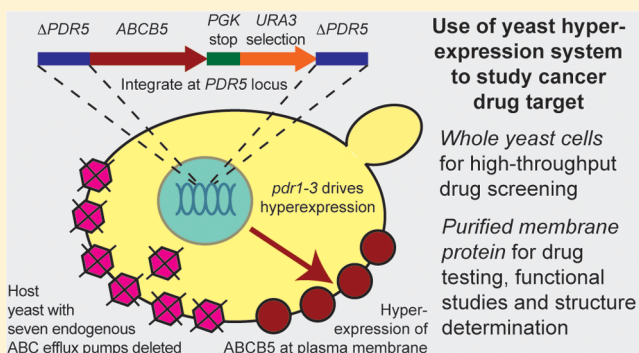 ΔPDR5 ABCB5 PGK stop URA3 selection ΔPDR5
Integrate at PDR5 locus
pdr1-3 drives
hyperexpression
Host
yeast with
seven endogenous
ABC efflux pumps deleted
Hyper-
expression of
ABCB5 at plasma membrane
Use of yeast hyper-
expression system
to study cancer
drug target
Whole yeast cells
for high-throughput
drug screening
Purified membrane
protein for drug
testing, functional
studies and structure
determination